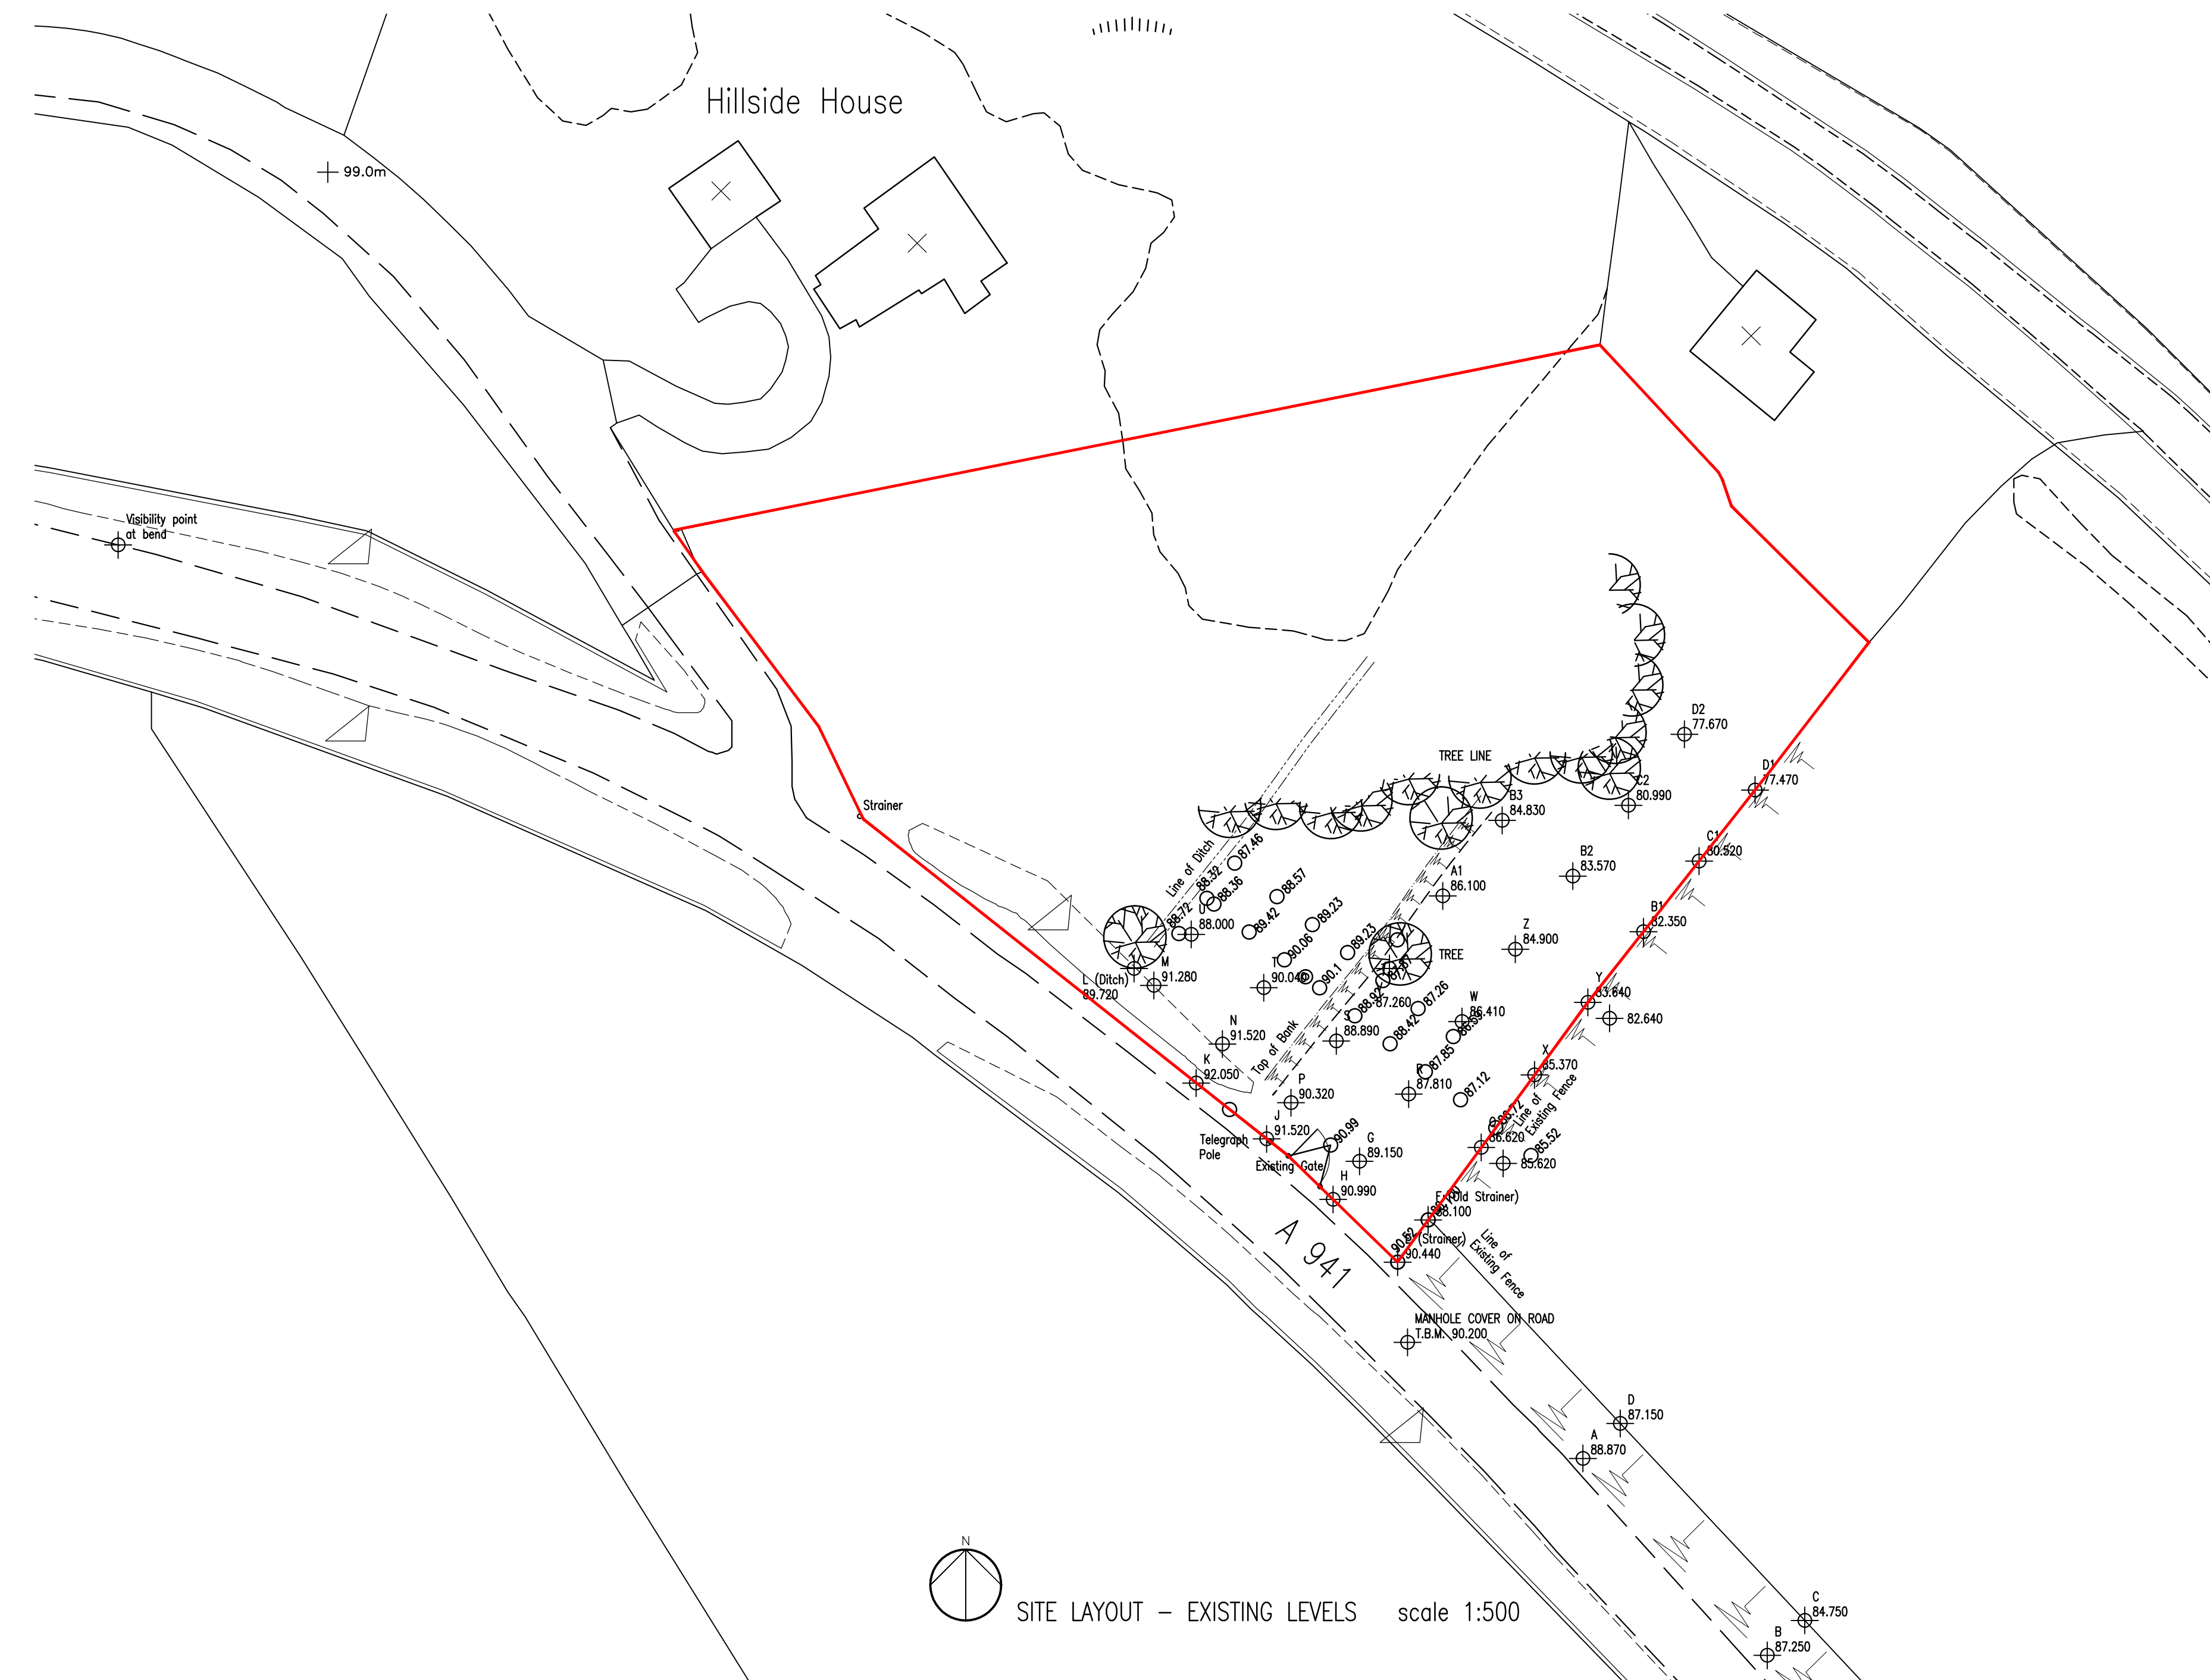 Hillside House
99.0m
Visibility point
at bend
Strainer
TREE LINE
D2
77.670
D1
77.470
C2
80.990
B3
84.830
C1
80.520
B2
83.570
A1
86.100
B1
82.350
Z
84.900
TREE
Line of Ditch
87.46
88.32
88.36
88.57
88.72
U
88.000
89.42
89.23
89.23
90.06
90.1
T
90.040
M
91.280
L (Ditch)
89.720
87.260
88.92
87.26
W
86.410
Y
83.640
82.640
N
91.520
S
88.890
88.42
86.59
Top of Bank
K
92.050
P
90.320
87.85
R
87.810
87.12
X
85.370
Line of
Existing Fence
J
91.520
Telegraph
Pole
Existing Gate
90.99
G
89.150
86.620
85.620
85.52
H
90.990
(Old Strainer)
88.100
90.52
(Strainer)
90.440
Line of
Existing Fence
A 941
MANHOLE COVER ON ROAD
T.B.M. 90.200
D
87.150
A
88.870
C
84.750
B
87.250
N
SITE LAYOUT – EXISTING LEVELS scale 1:500